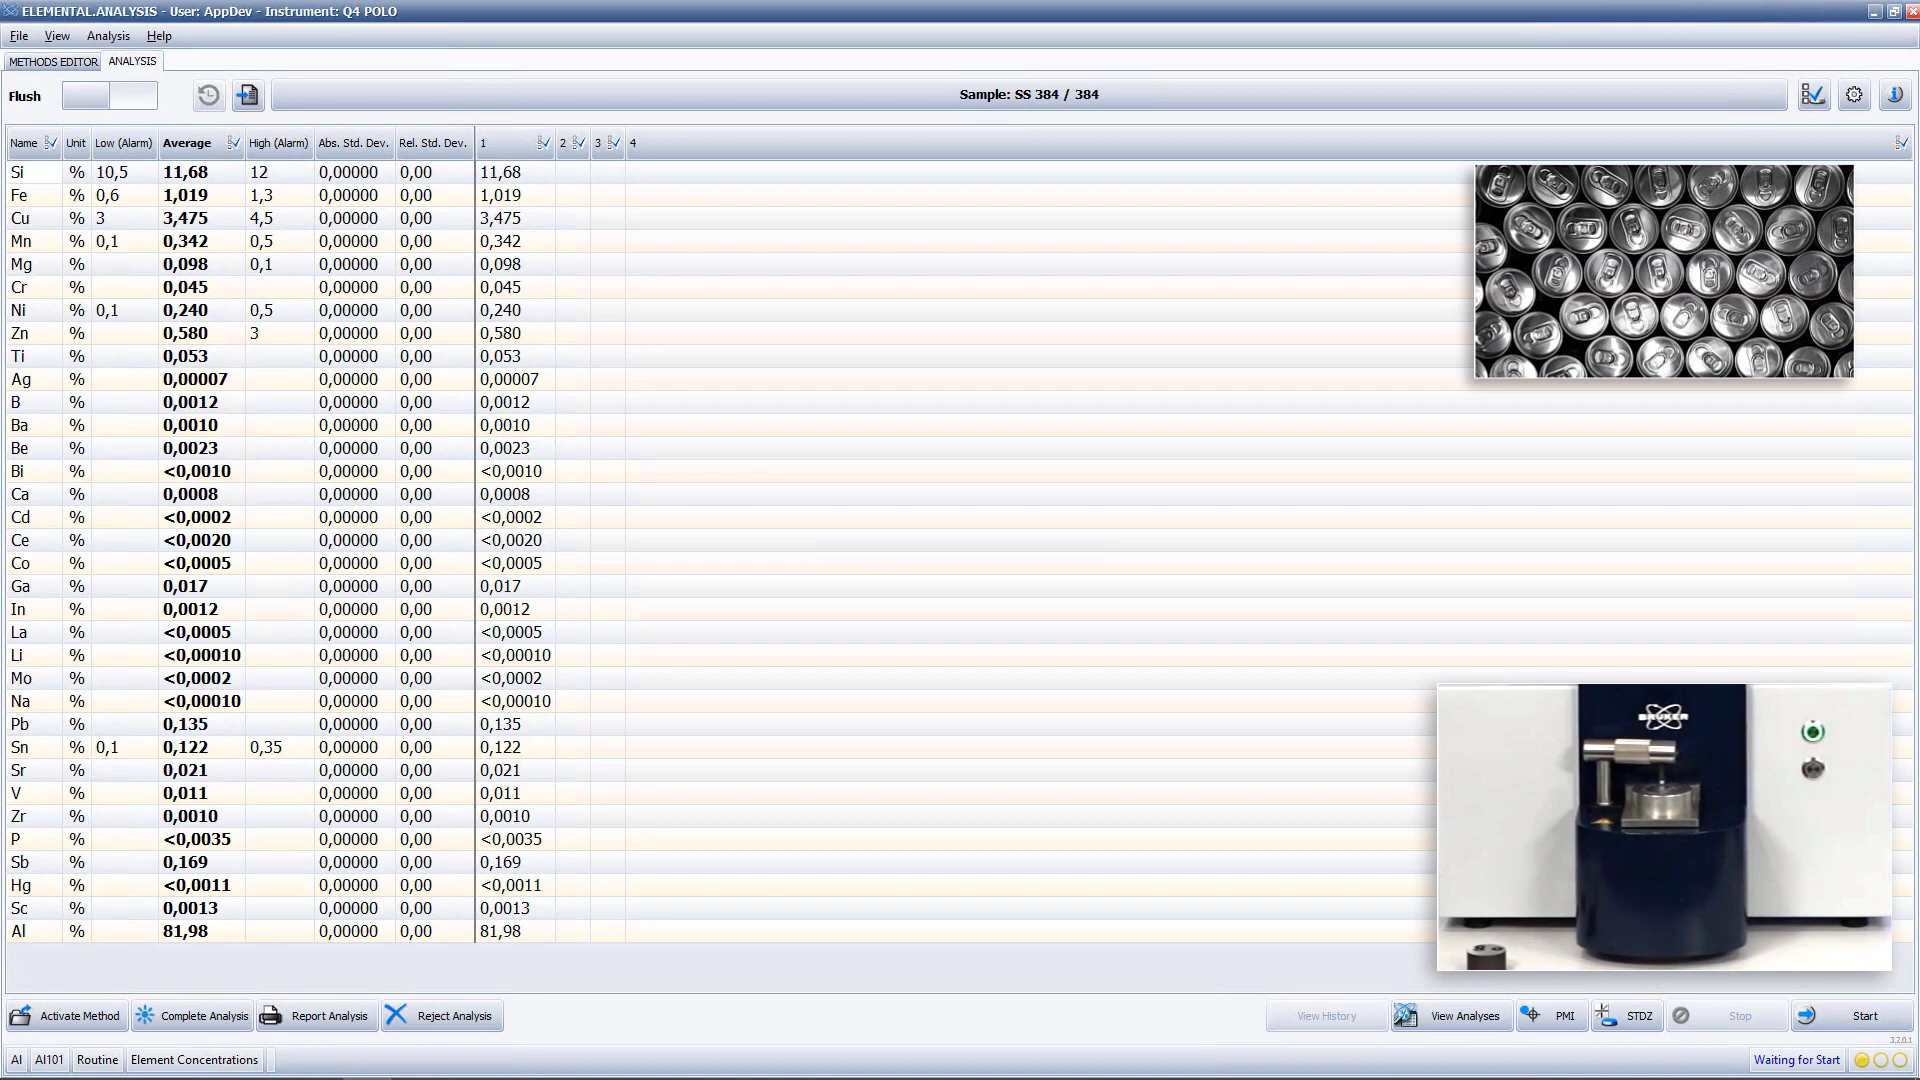 ELEMENTAL.ANALYSIS - User: AppDev - Instrument: Q4 POLO
File View Analysis Help
METHODS EDITOR ANALYSIS
Flush Sample: SS 384 / 384
Name Unit Low (Alarm) Average High (Alarm) Abs. Std. Dev. Rel. Std. Dev. 1 2 3 4
Si % 10,5 11,68 12 0,00000 0,00 11,68
Fe % 0,6 1,019 1,3 0,00000 0,00 1,019
Cu % 3 3,475 4,5 0,00000 0,00 3,475
Mn % 0,1 0,342 0,5 0,00000 0,00 0,342
Mg % 0,098 0,1 0,00000 0,00 0,098
Cr % 0,045 0,00000 0,00 0,045
Ni % 0,1 0,240 0,5 0,00000 0,00 0,240
Zn % 0,580 3 0,00000 0,00 0,580
Ti % 0,053 0,00000 0,00 0,053
Ag % 0,00007 0,00000 0,00 0,00007
B % 0,0012 0,00000 0,00 0,0012
Ba % 0,0010 0,00000 0,00 0,0010
Be % 0,0023 0,00000 0,00 0,0023
Bi % <0,0010 0,00000 0,00 <0,0010
Ca % 0,0008 0,00000 0,00 0,0008
Cd % <0,0002 0,00000 0,00 <0,0002
Ce % <0,0020 0,00000 0,00 <0,0020
Co % <0,0005 0,00000 0,00 <0,0005
Ga % 0,017 0,00000 0,00 0,017
In % 0,0012 0,00000 0,00 0,0012
La % <0,0005 0,00000 0,00 <0,0005
Li % <0,00010 0,00000 0,00 <0,00010
Mo % <0,0002 0,00000 0,00 <0,0002
Na % <0,00010 0,00000 0,00 <0,00010
Pb % 0,135 0,00000 0,00 0,135
BRUKER
Sn % 0,1 0,122 0,35 0,00000 0,00 0,122
Sr % 0,021 0,00000 0,00 0,021
V % 0,011 0,00000 0,00 0,011
Zr % 0,0010 0,00000 0,00 0,0010
P % <0,0035 0,00000 0,00 <0,0035
Sb % 0,169 0,00000 0,00 0,169
Hg % <0,0011 0,00000 0,00 <0,0011
Sc % 0,0013 0,00000 0,00 0,0013
Al % 81,98 0,00000 0,00 81,98
Activate Method Complete Analysis Report Analysis Reject Analysis View History View Analyses PMI STDZ Stop Start
3.2.0.1
Al Al101 Routine Element Concentrations Waiting for Start